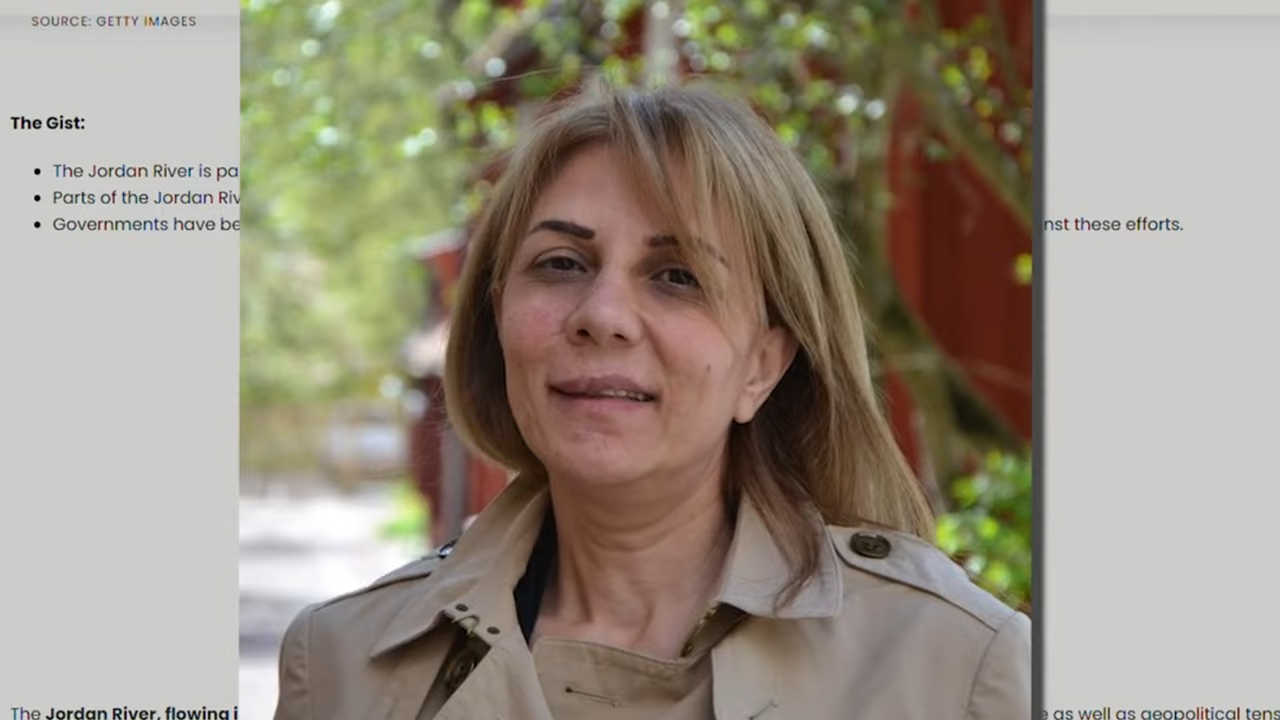 SOURCE: GETTY IMAGES
The Gist:
The Jordan River is pa
Parts of the Jordan Riv
Governments have be nst these efforts.
The Jordan River, flowing i e as well as geopolitical tens